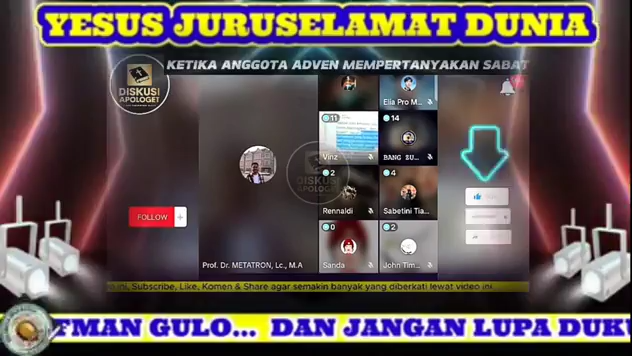 YESUS JURUSELAMAT DUNIA
KETIKA ANGGOTA ADVEN MEMPERTANYAKAN SABAT
DISKUSI
APOLOGET
Elia Pro M...
11
14
Vinz
BANG SU...
DISKUSI
APOLOGET
2
4
FOLLOW +
Rennaldi
Sabetini Tia...
0
2
Prof. Dr. METATRON, Lc., M.A
Sanda
John Tim...
ini, Subscribe, Like, Komen & Share agar semakin banyak yang diberkati lewat video ini
FMAN GULO... DAN JANGAN LUPA DUKU